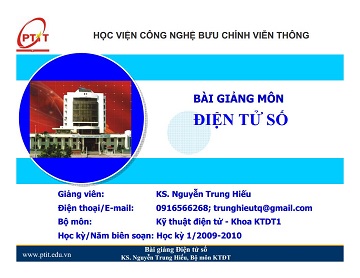 PTIT
HỌC VIỆN CÔNG NGHỆ BƯU CHÍNH VIỄN THÔNG
BÀI GIẢNG MÔN
ĐIỆN TỬ SỐ
Giảng viên: KS. Nguyễn Trung Hiếu
Điện thoại/E-mail: 0916566268; trunghieutq@gmail.com
Bộ môn: Kỹ thuật điện tử - Khoa KTDT1
Học kỳ/Năm biên soạn: Học kỳ 1/2009-2010
www.ptit.edu.vn
Bài giảng Điện tử số
KS. Nguyễn Trung Hiếu, Bộ môn KTDT